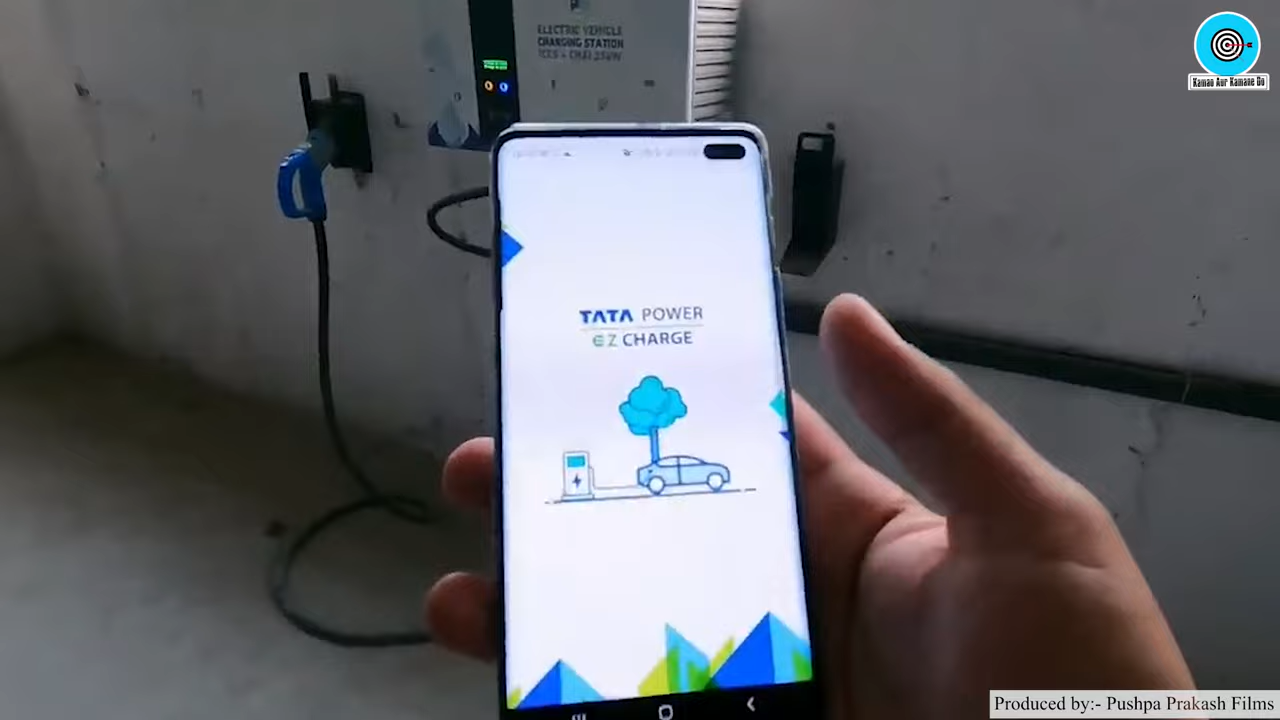 ELECTRIC VEHICLE
CHARGING STATION
Kamao Aur Kamane Do
TATA POWER
EZ CHARGE
Produced by:- Pushpa Prakash Films